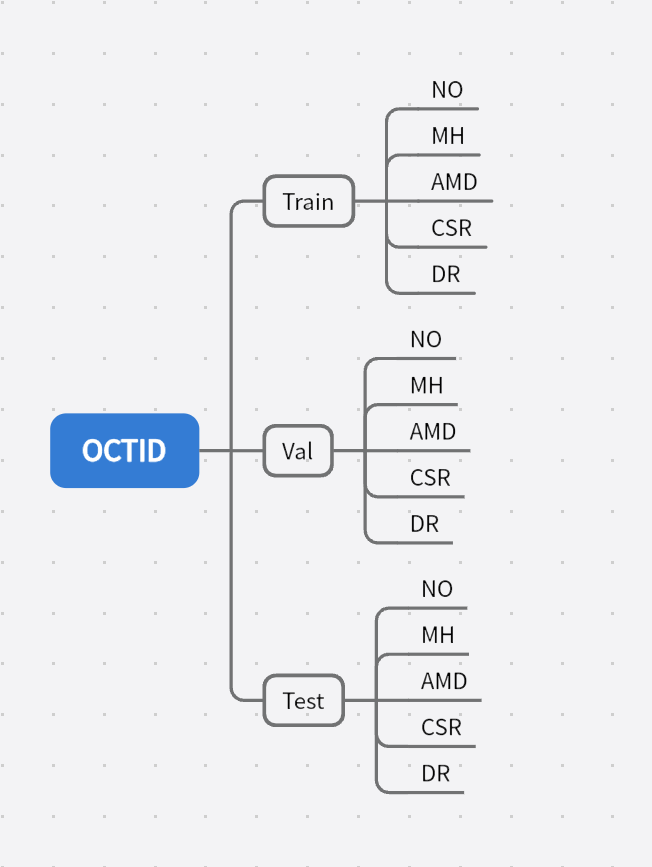 OCTID
Train
NO
MH
AMD
CSR
DR
Val
NO
MH
AMD
CSR
DR
Test
NO
MH
AMD
CSR
DR